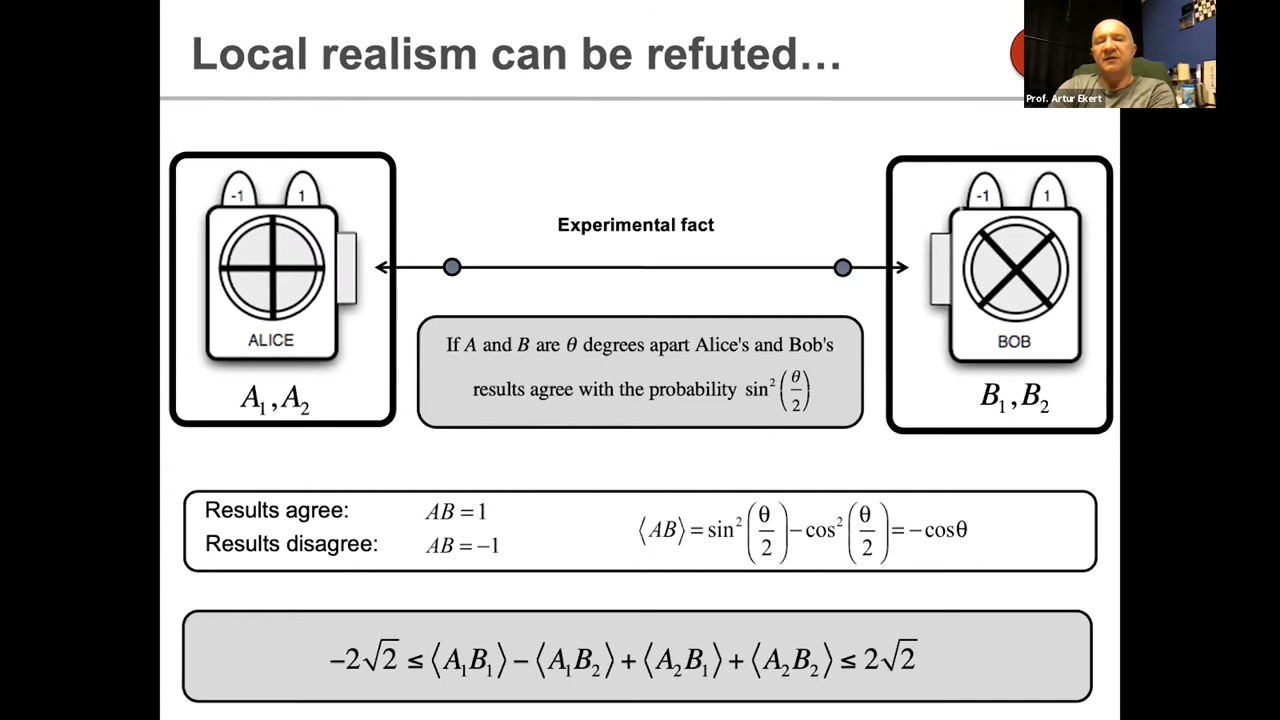 Local realism can be refuted...
Prof. Artur Ekert
-1 1
ALICE
A₁, A₂
Experimental fact
If A and B are θ degrees apart Alice's and Bob's
results agree with the probability sin²(θ/2)
-1 1
BOB
B₁, B₂
Results agree: AB = 1
Results disagree: AB = −1
⟨AB⟩ = sin²(θ/2) − cos²(θ/2) = − cosθ
−2√2 ≤ ⟨A₁B₁⟩ − ⟨A₁B₂⟩ + ⟨A₂B₁⟩ + ⟨A₂B₂⟩ ≤ 2√2